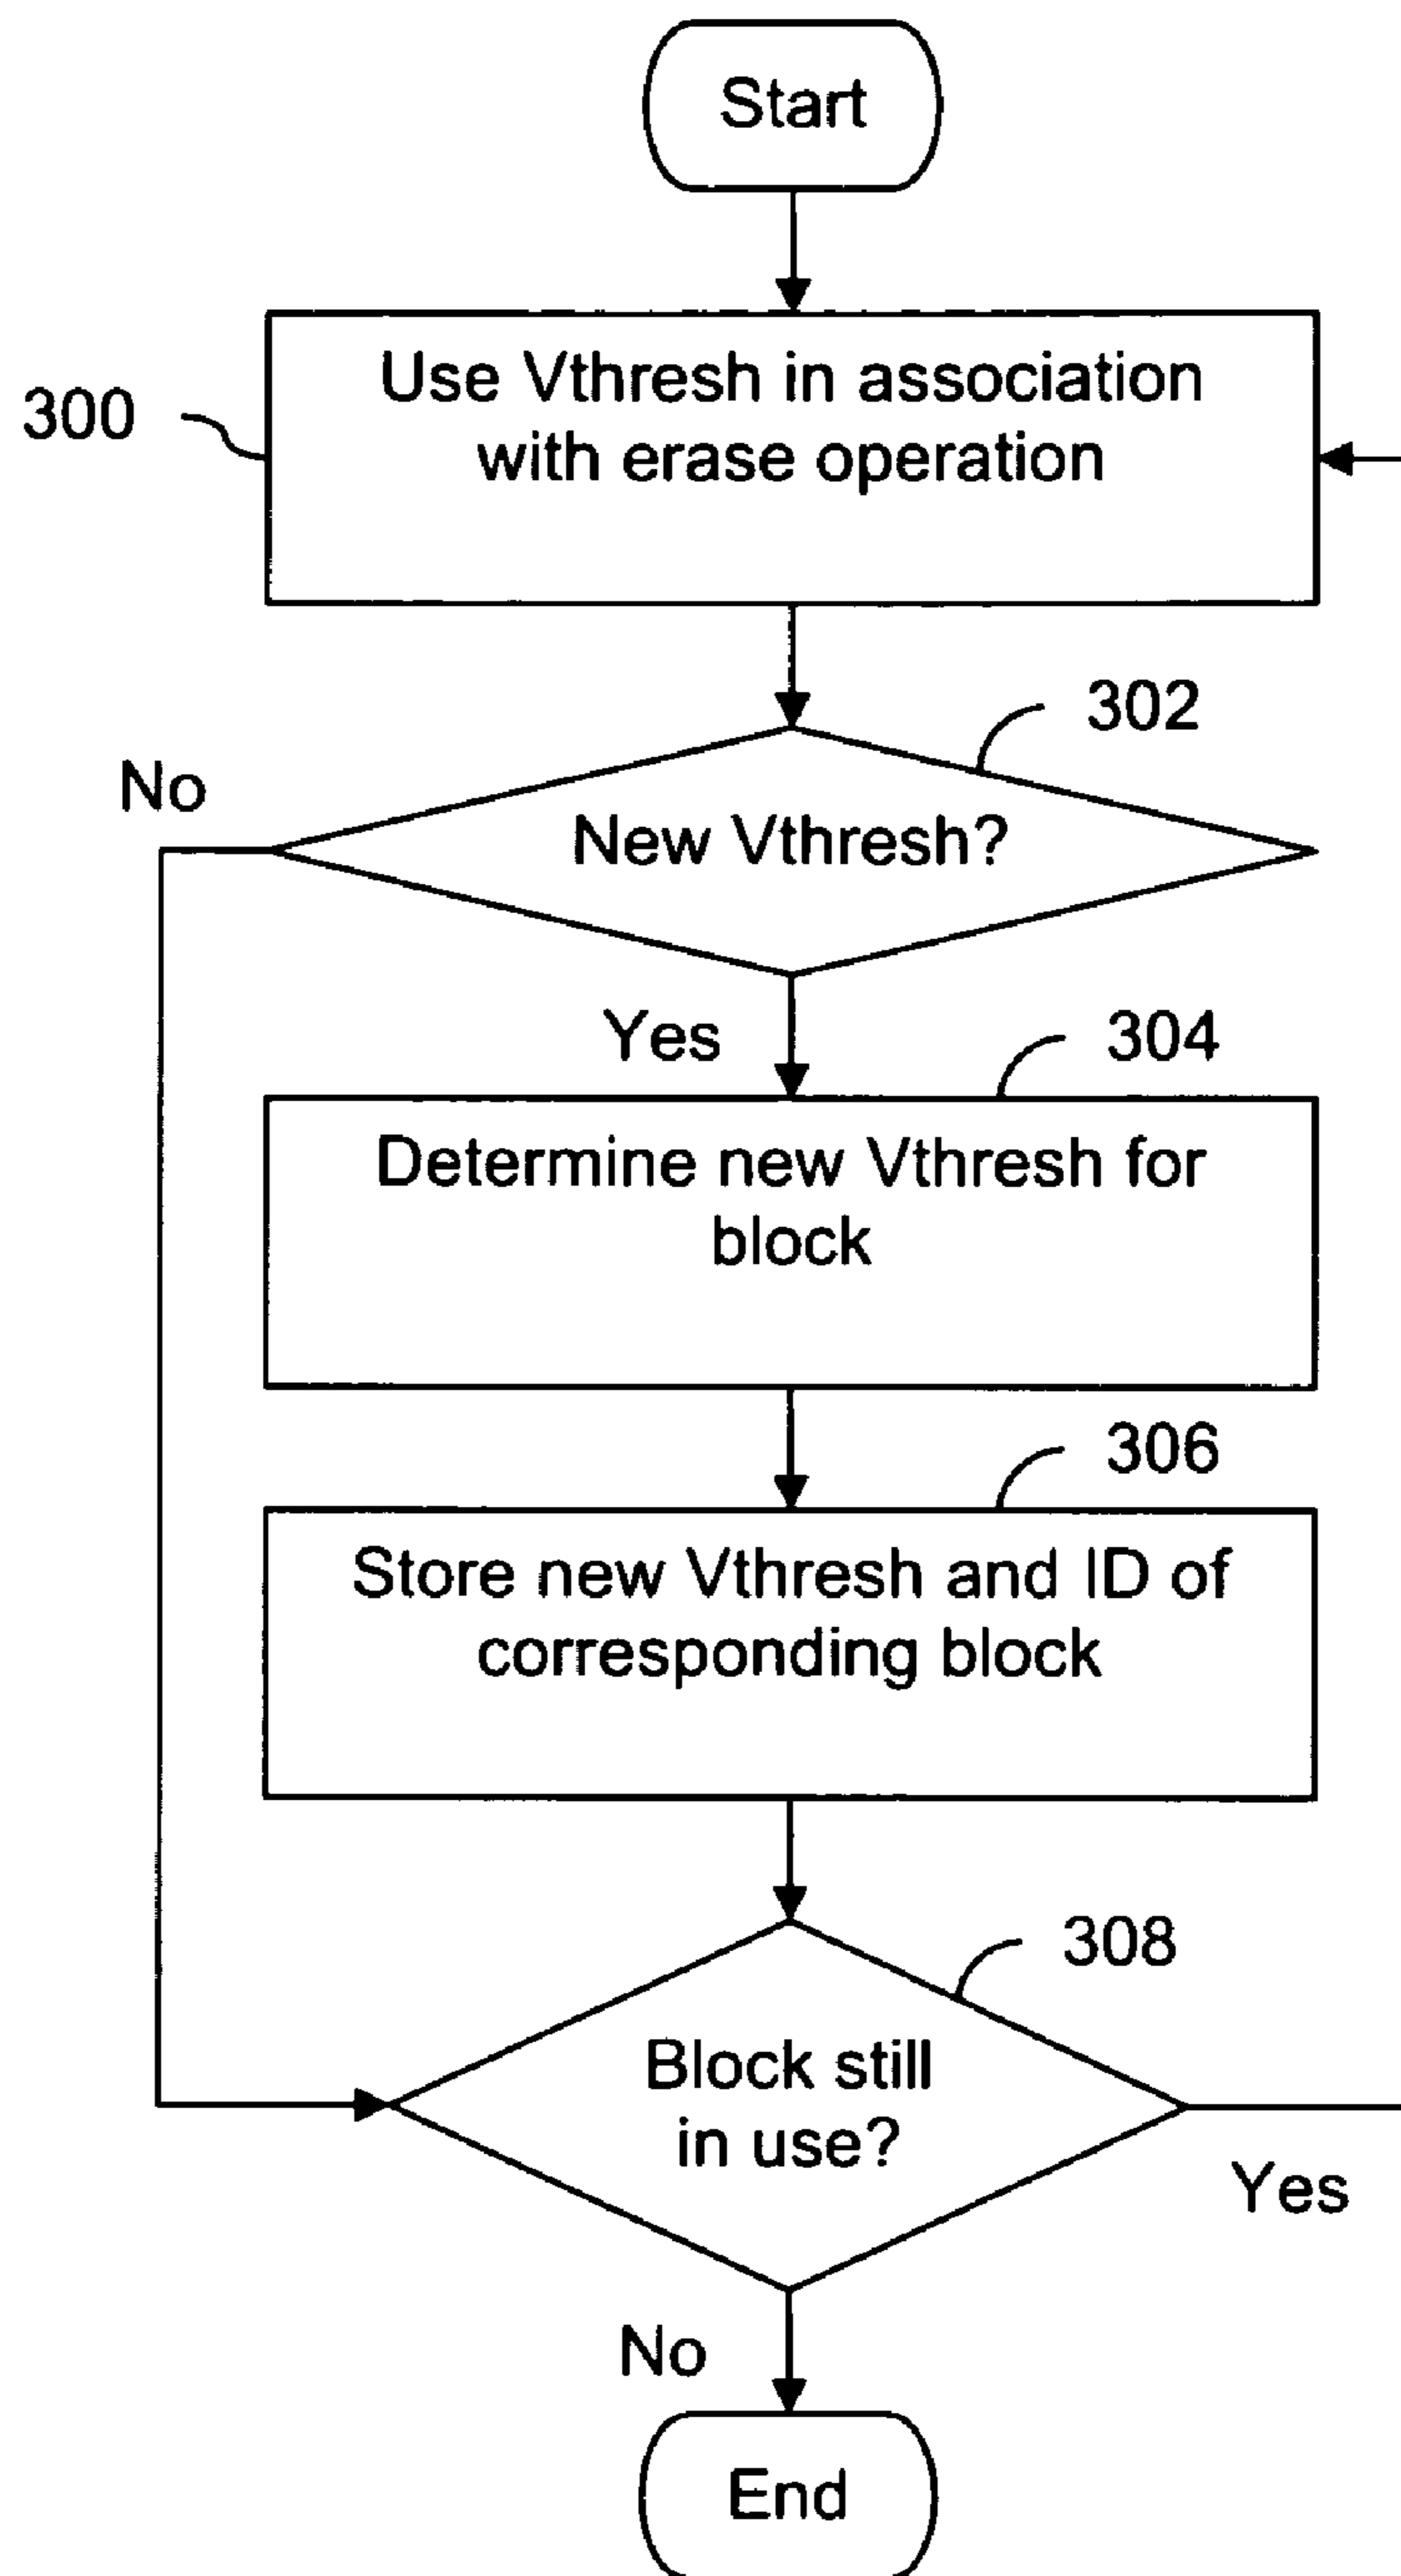 Start
Use Vthresh in association
with erase operation
300
302
No
New Vthresh?
Yes
304
Determine new Vthresh for
block
306
Store new Vthresh and ID of
corresponding block
308
Block still
in use?
Yes
No
End